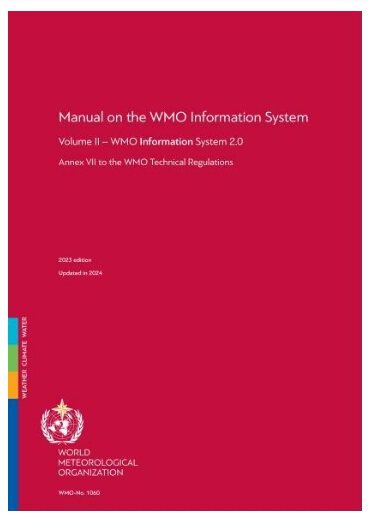 Manual on the WMO Information System
Volume II – WMO Information System 2.0
Annex VII to the WMO Technical Regulations
2023 edition
Updated in 2024
WEATHER CLIMATE WATER
WORLD
METEOROLOGICAL
ORGANIZATION
WMO-No. 1060